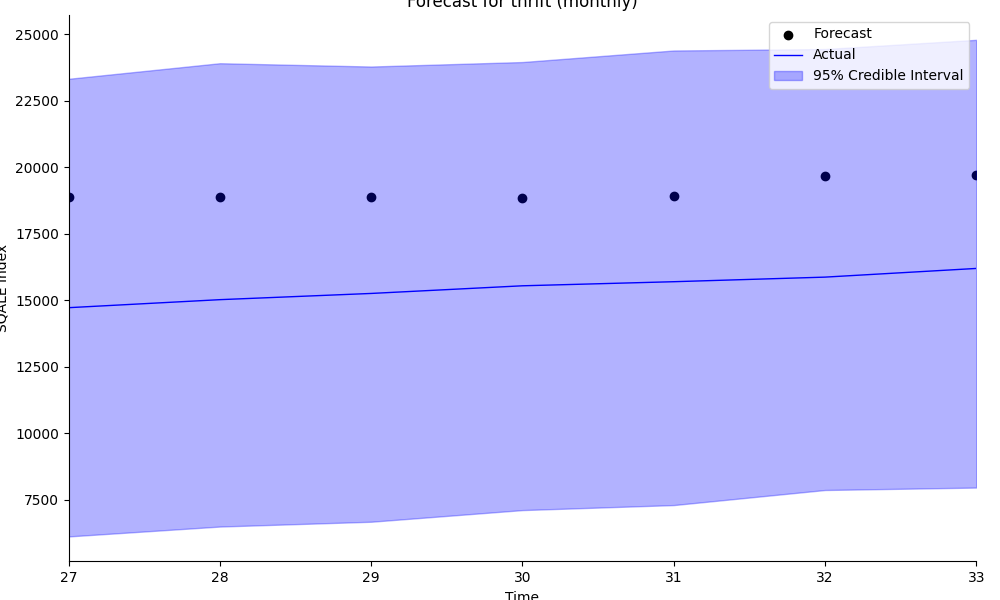 Forecast for thrift (monthly)
25000
22500
20000
17500
15000
12500
10000
7500
SQALE Index
27
28
29
30
31
32
33
Time
Forecast
Actual
95% Credible Interval